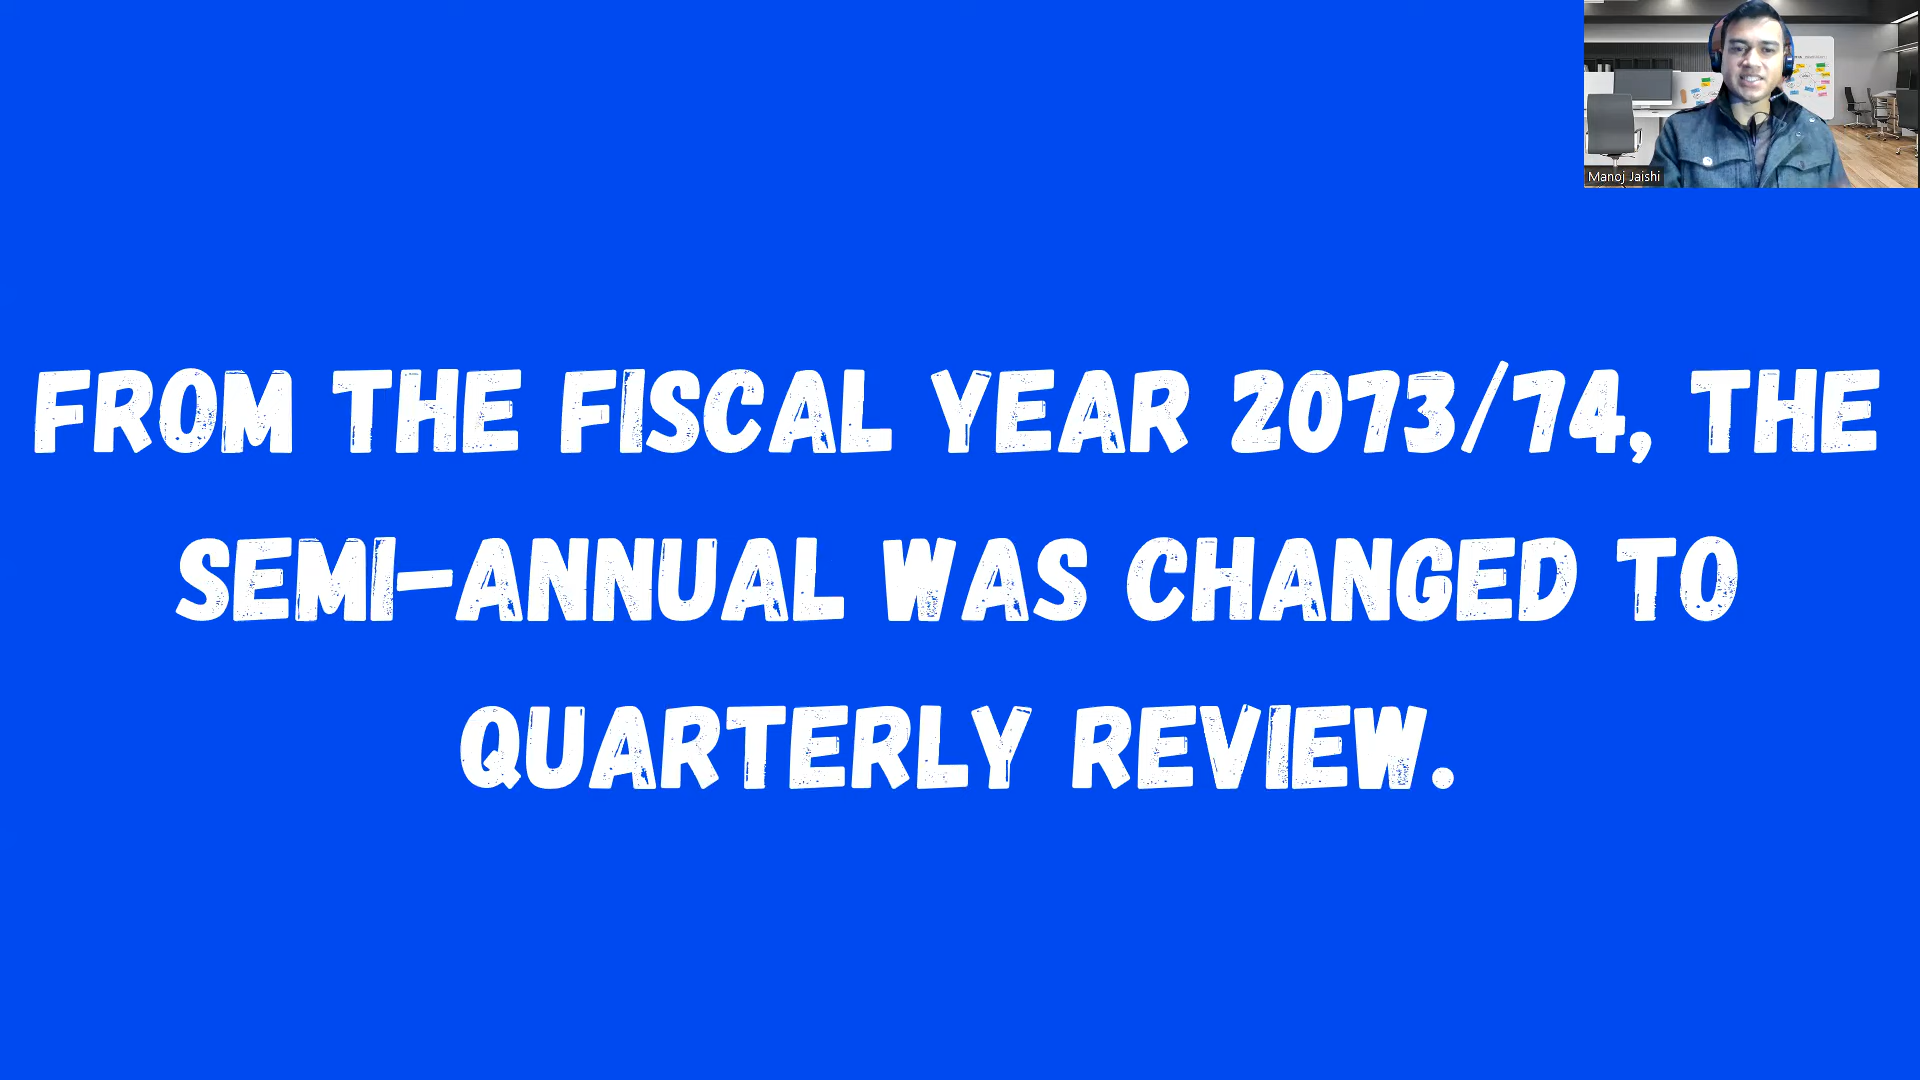 Manoj Jaishi
FROM THE FISCAL YEAR 2073/74, THE
SEMI-ANNUAL WAS CHANGED TO
QUARTERLY REVIEW.